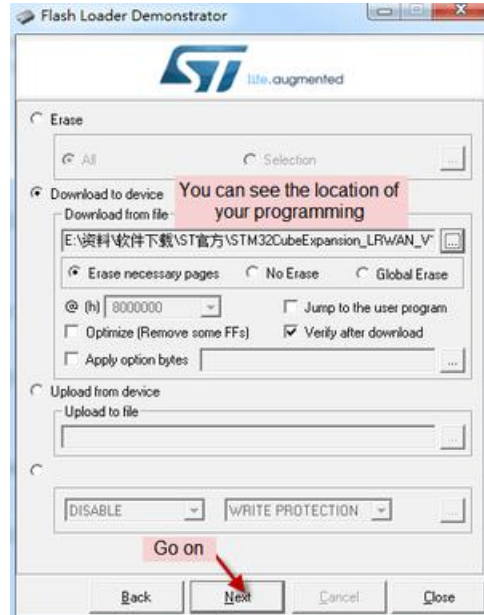 Flash Loader Demonstrator
ST life.augmented
Erase
All
Selection
...
Download to device
You can see the location of
your programming
Download from file
E:\资料\软件下载\ST官方\STM32CubeExpansion_LRWAN_V
...
Erase necessary pages
No Erase
Global Erase
@ (h) 8000000
Jump to the user program
Optimize (Remove some FFs)
Verify after download
Apply option bytes
...
Upload from device
Upload to file
...
DISABLE
WRITE PROTECTION
...
Go on
Back
Next
Cancel
Close